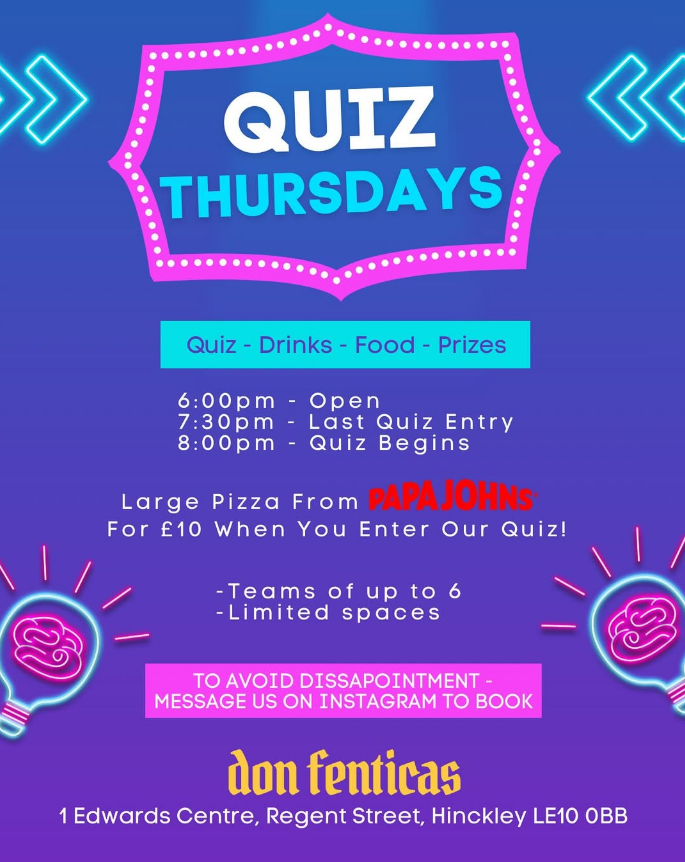 QUIZ
THURSDAYS
Quiz - Drinks - Food - Prizes
6:00pm - Open
7:30pm - Last Quiz Entry
8:00pm - Quiz Begins
Large Pizza From PAPA JOHNS
For £10 When You Enter Our Quiz!
-Teams of up to 6
-Limited spaces
TO AVOID DISSAPOINTMENT -
MESSAGE US ON INSTAGRAM TO BOOK
don fenticas
1 Edwards Centre, Regent Street, Hinckley LE10 0BB